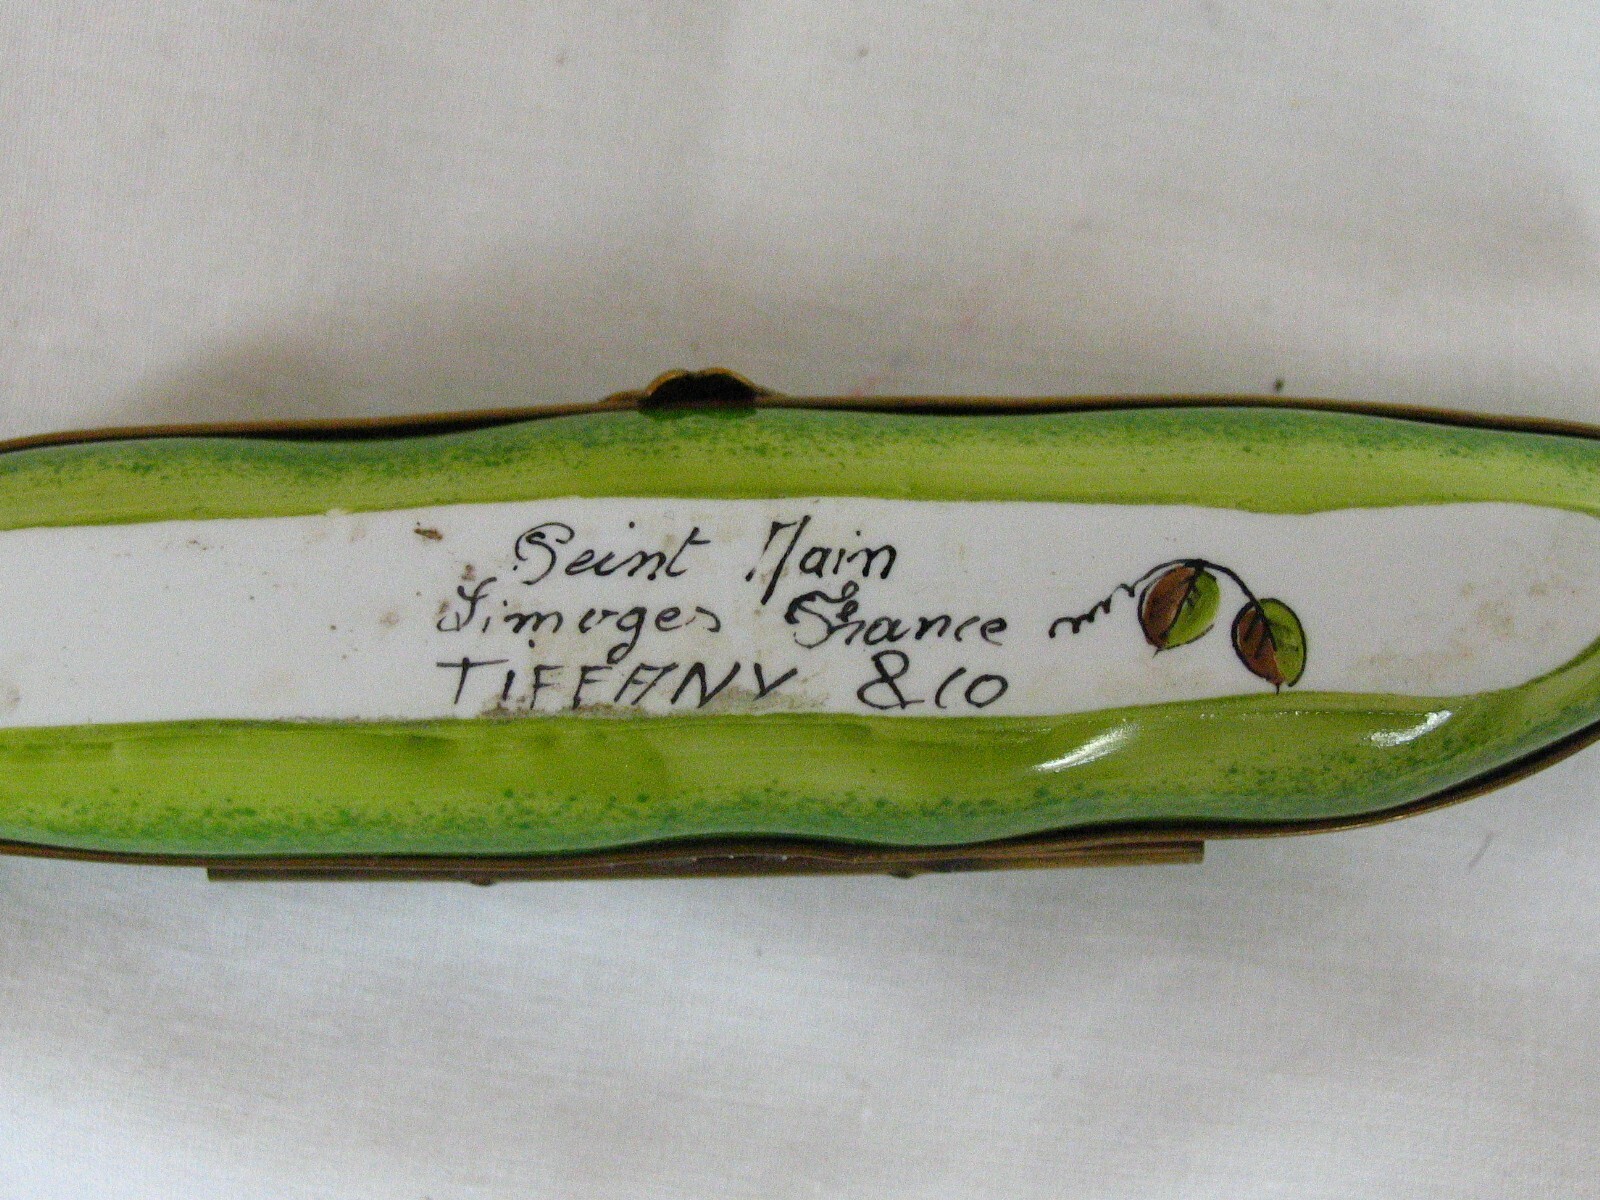 Peint Main
Limoges France
TIFFANY & CO